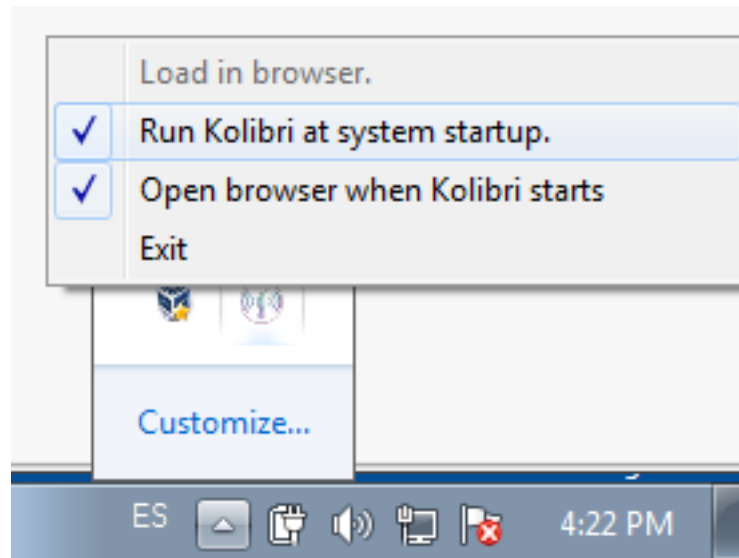 Load in browser.
Run Kolibri at system startup.
Open browser when Kolibri starts
Exit
Customize...
ES
4:22 PM